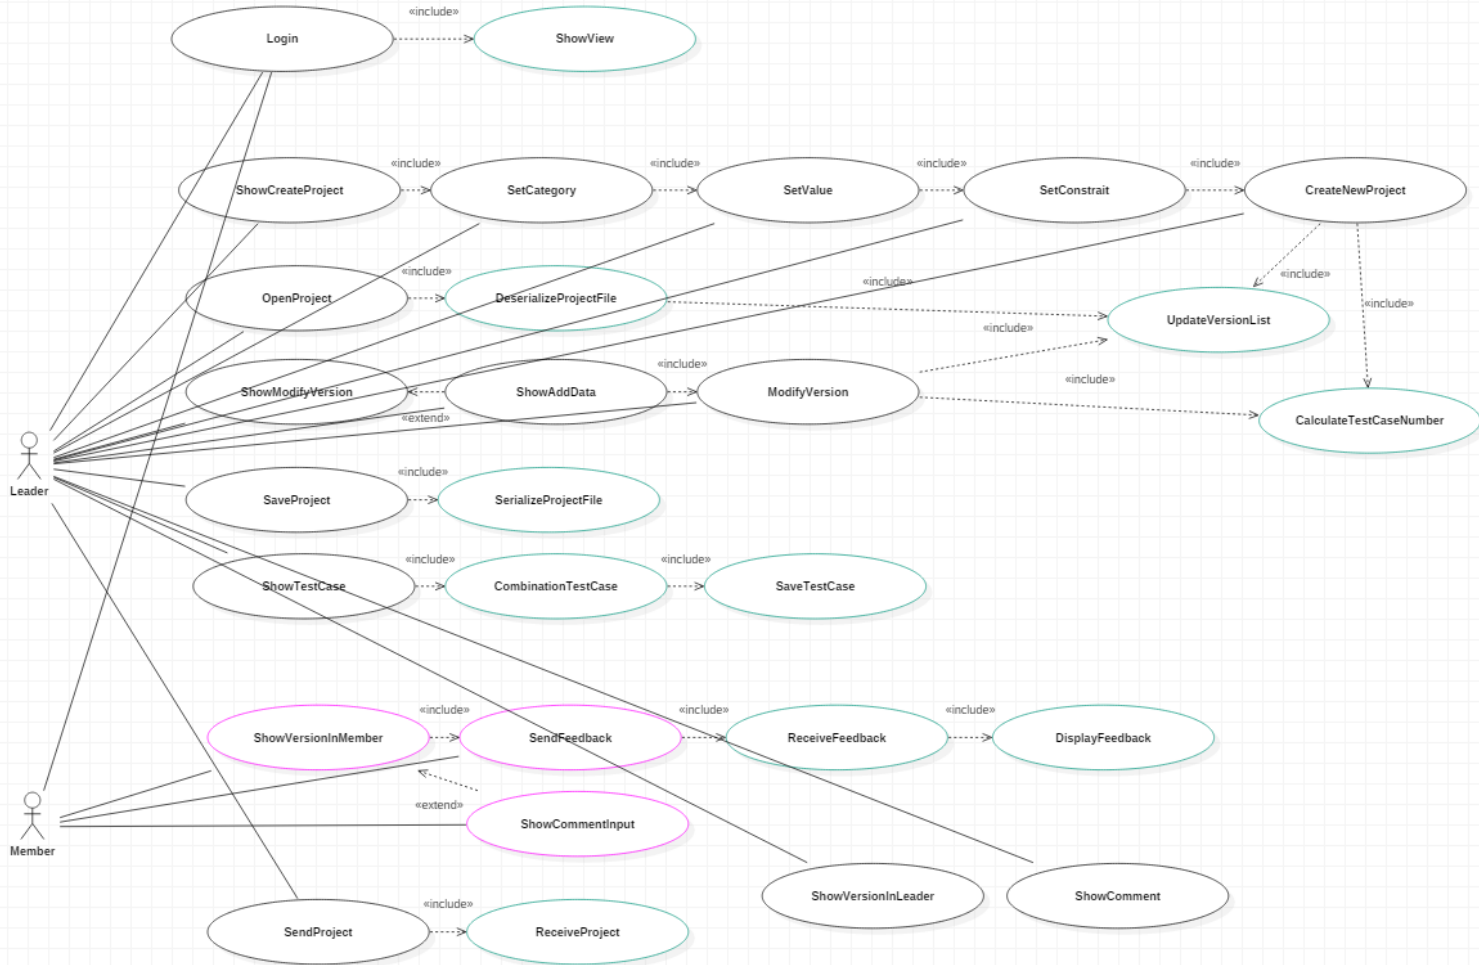 «include»
Login
ShowView
«include»
«include»
«include»
«include»
ShowCreateProject
SetCategory
SetValue
SetConstrait
CreateNewProject
«include»
«include»
«include»
«include»
OpenProject
DeserializeProjectFile
UpdateVersionList
«include»
«include»
«include»
ShowModifyVersion
ShowAddData
ModifyVersion
«extend»
CalculateTestCaseNumber
Leader
«include»
SaveProject
SerializeProjectFile
«include»
«include»
ShowTestCase
CombinationTestCase
SaveTestCase
«include»
«include»
«include»
ShowVersionInMember
SendFeedback
ReceiveFeedback
DisplayFeedback
«extend»
ShowCommentInput
Member
ShowVersionInLeader
ShowComment
«include»
SendProject
ReceiveProject